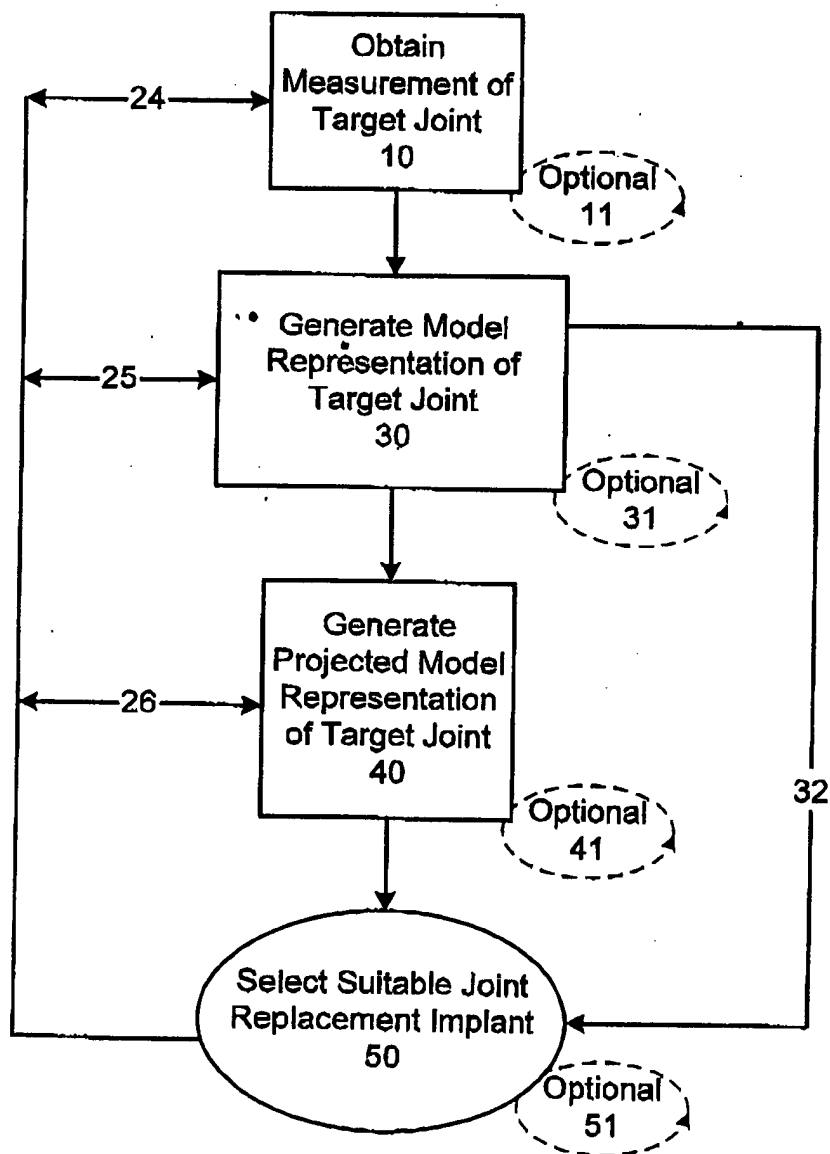 Obtain
Measurement of
Target Joint
10
24
Optional
11
Generate Model
Representation of
Target Joint
30
25
Optional
31
Generate
Projected Model
Representation
of Target Joint
40
26
32
Optional
41
Select Suitable Joint
Replacement Implant
50
Optional
51